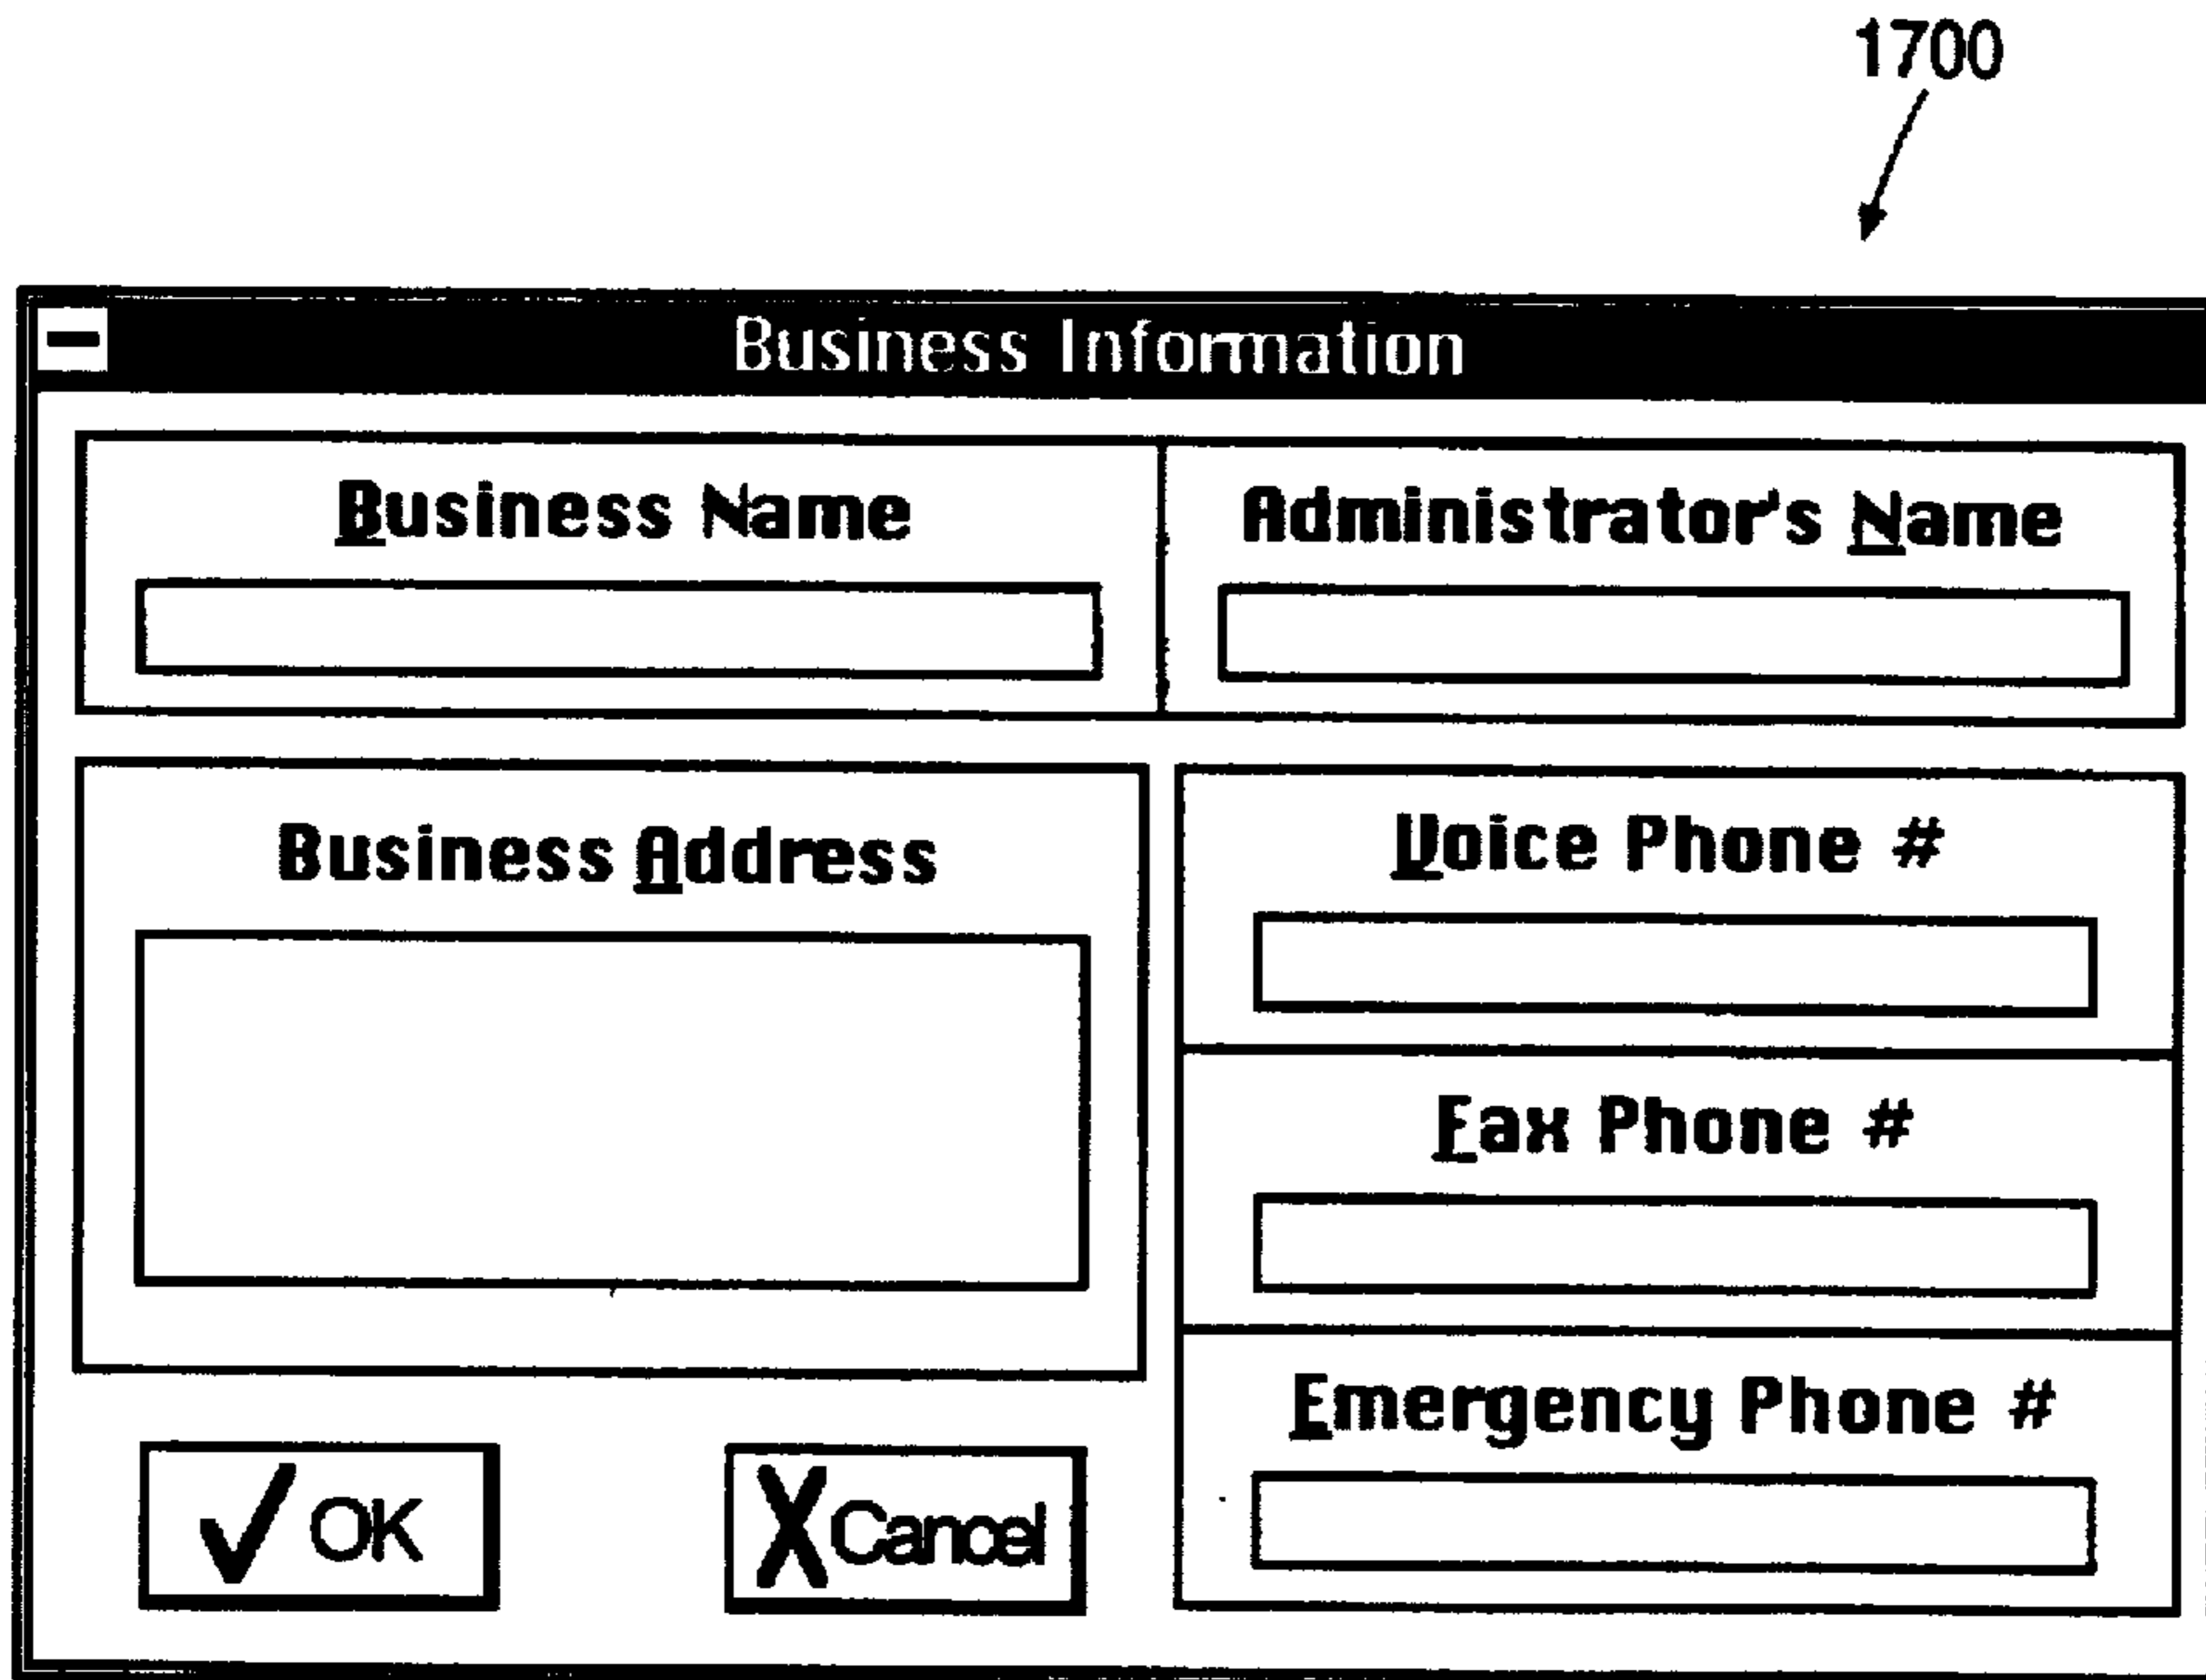 1700
Business Information
Business Name
Administrator's Name
Business Address
Voice Phone #
Fax Phone #
Emergency Phone #
OK
Cancel